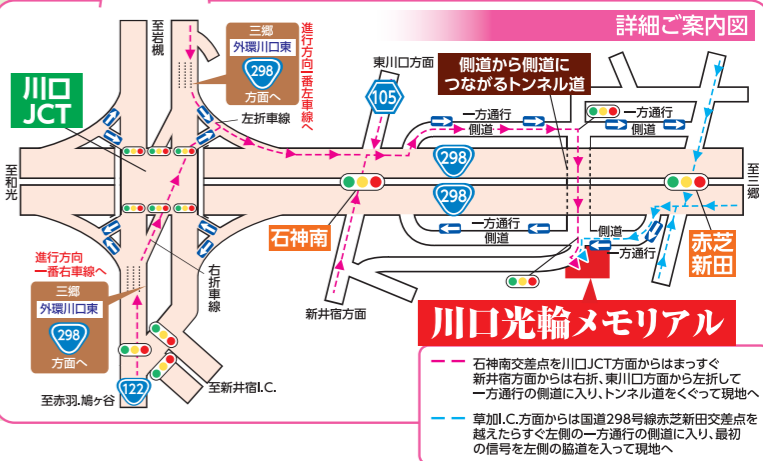 詳細ご案内図
至岩槻
三郷
外環川口東
298
方面へ
進行方向一番左車線へ
川口
JCT
左折車線
東川口方面
105
側道から側道に
つながるトンネル道
一方通行
側道
一方通行
側道
298
298
至和光
至三郷
石神南
赤芝
新田
一方通行
側道
一方通行
進行方向
一番右車線へ
三郷
外環川口東
298
方面へ
右折車線
新井宿方面
川口光輪メモリアル
122
至赤羽.鳩ヶ谷
至新井宿I.C.
石神南交差点を川口JCT方面からはまっすぐ
新井宿方面からは右折、東川口方面から左折して
一方通行の側道に入り、トンネル道をくぐって現地へ
草加I.C.方面からは国道298号線赤芝新田交差点を
越えたらすぐ左側の一方通行の側道に入り、最初
の信号を左側の脇道を入って現地へ